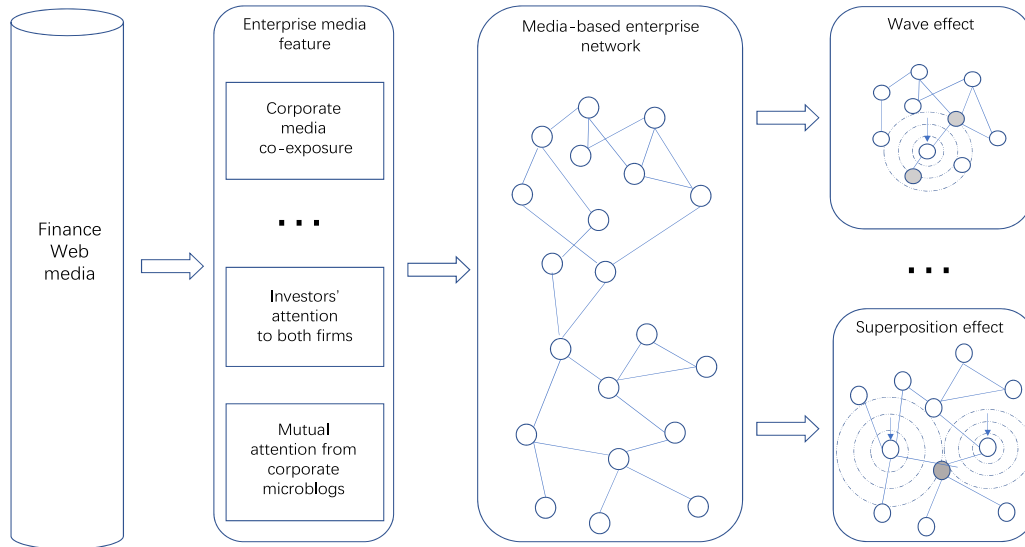 Finance
Web
media
Enterprise media
feature
Corporate
media
co-exposure
...
Investors'
attention
to both firms
Mutual
attention from
corporate
microblogs
Media-based enterprise
network
Wave effect
...
Superposition effect